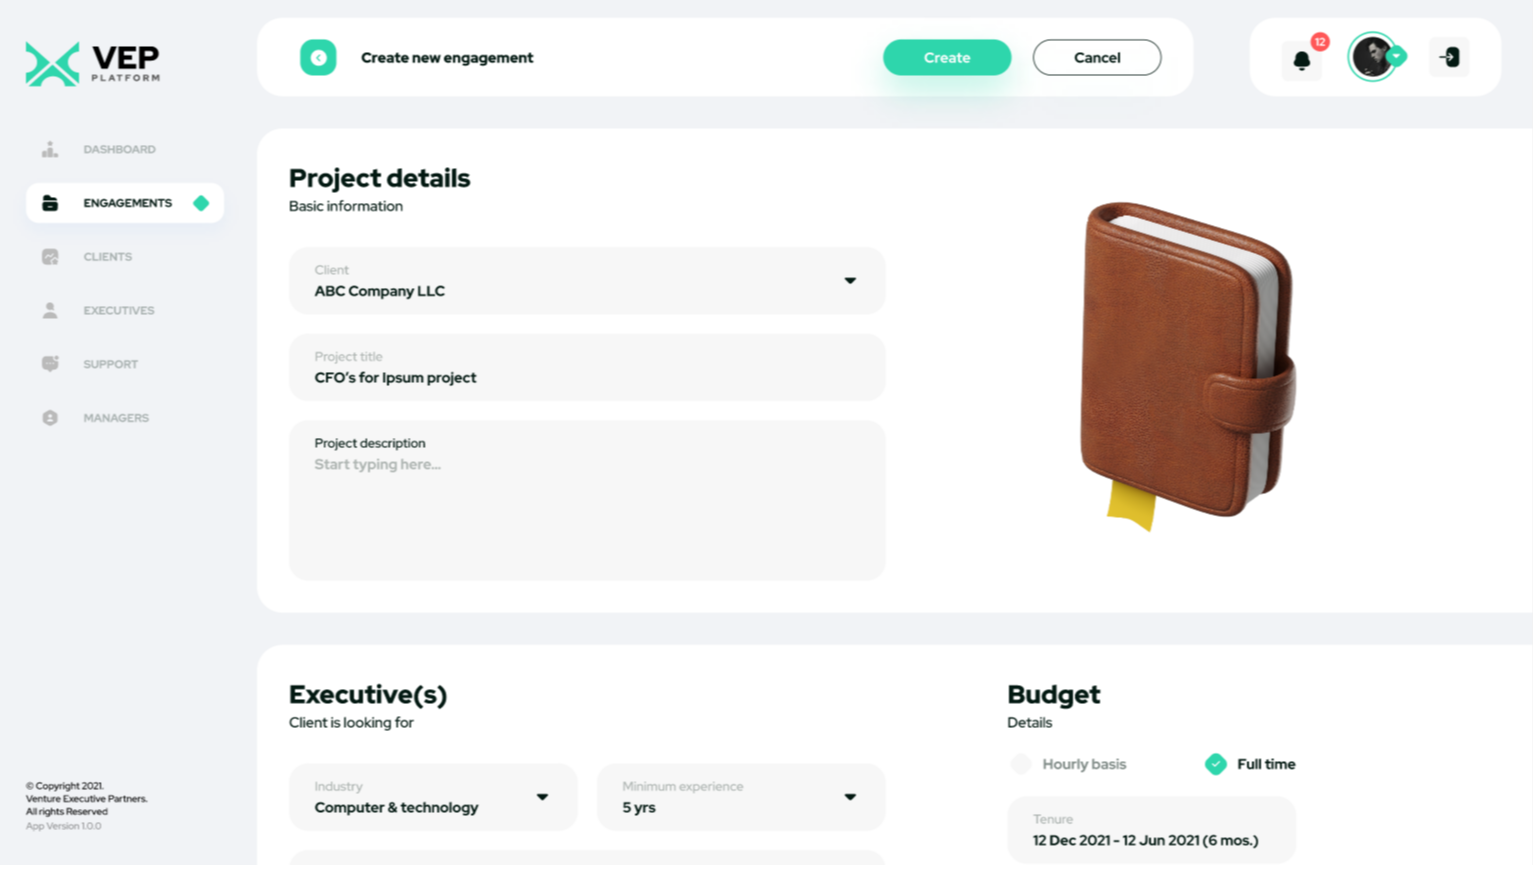 VEP
PLATFORM
Create new engagement
Create
Cancel
12
DASHBOARD
ENGAGEMENTS
CLIENTS
EXECUTIVES
SUPPORT
MANAGERS
Project details
Basic information
Client
ABC Company LLC
Project title
CFO's for Ipsum project
Project description
Start typing here...
Executive(s)
Client is looking for
Industry
Computer & technology
Minimum experience
5 yrs
Budget
Details
Hourly basis
Full time
Tenure
12 Dec 2021 - 12 Jun 2021 (6 mos.)
© Copyright 2021.
Venture Executive Partners.
All rights Reserved
App Version 1.0.0